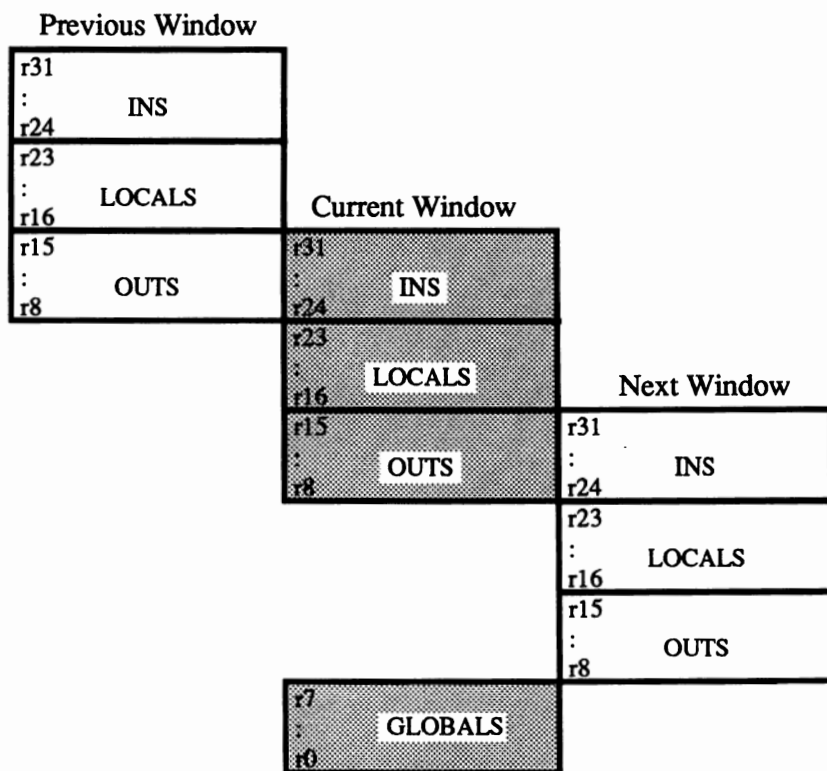 Previous Window
r31
:
INS
r24
r23
:
LOCALS
r16
r15
:
OUTS
r8
Current Window
r31
:
INS
r24
r23
:
LOCALS
r16
r15
:
OUTS
r8
Next Window
r31
:
INS
r24
r23
:
LOCALS
r16
r15
:
OUTS
r8
r7
:
GLOBALS
r0